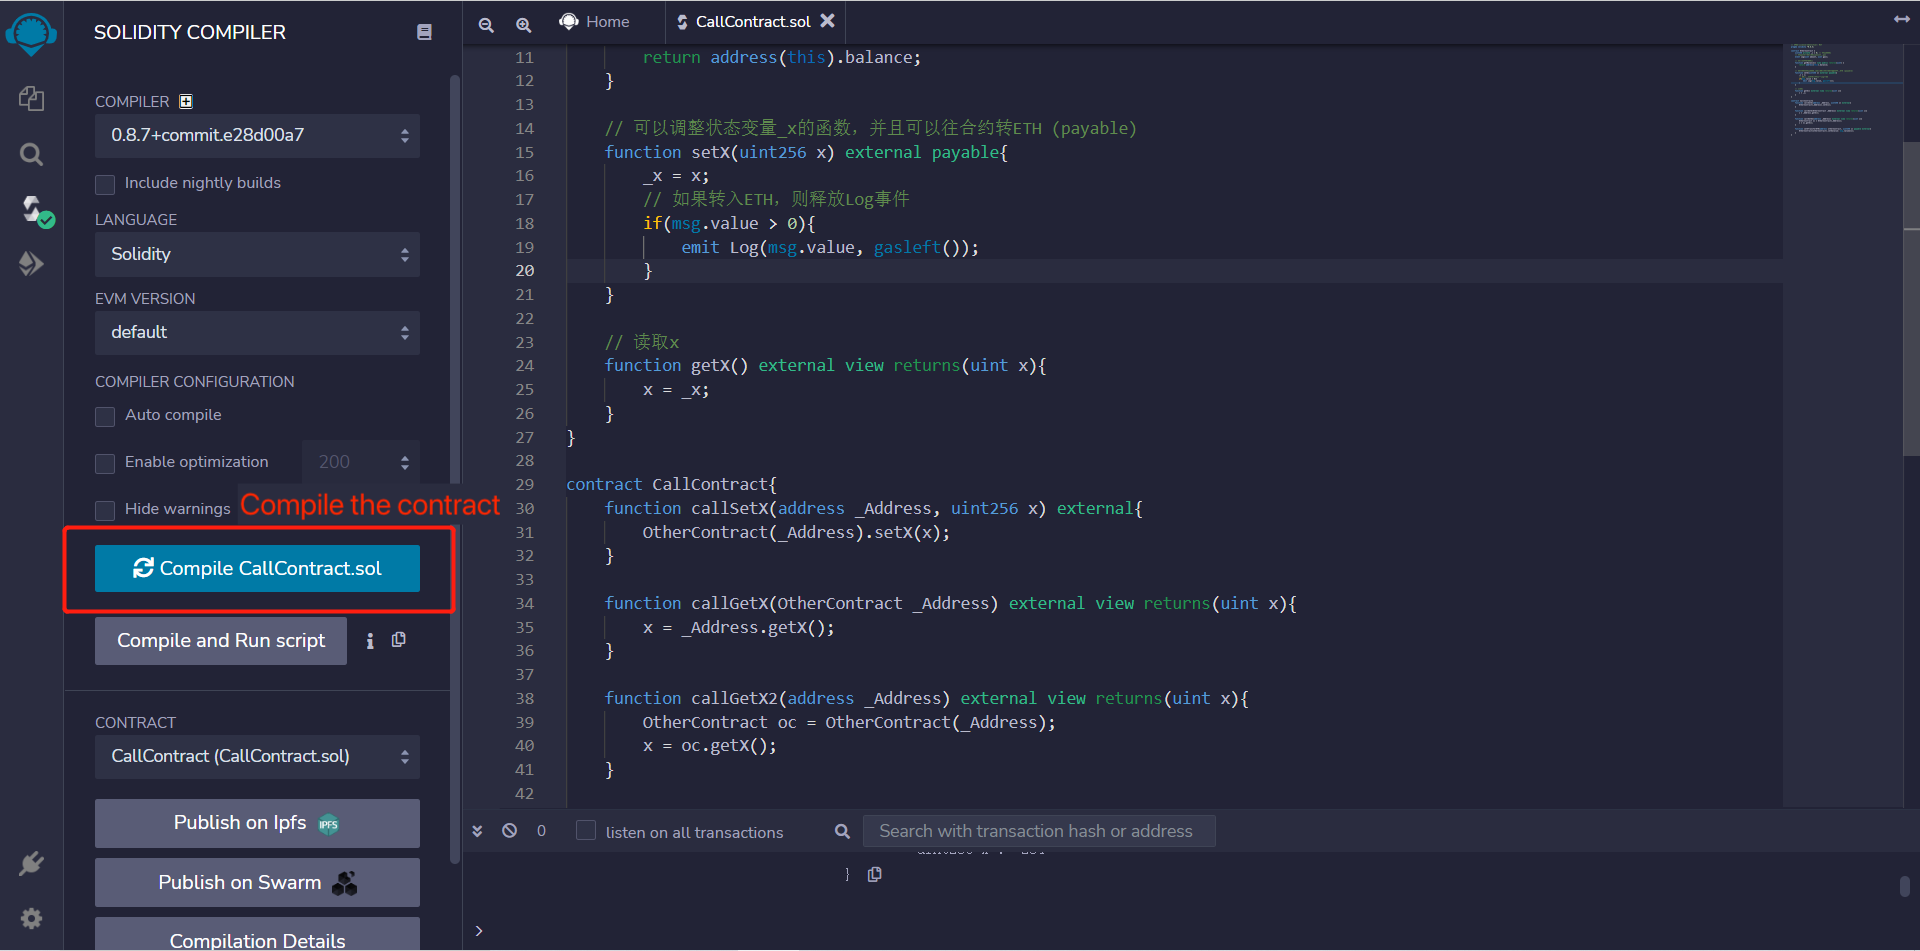 SOLIDITY COMPILER
COMPILER
0.8.7+commit.e28d00a7
Include nightly builds
LANGUAGE
Solidity
EVM VERSION
default
COMPILER CONFIGURATION
Auto compile
Enable optimization 200
Hide warnings
Compile the contract
Compile CallContract.sol
Compile and Run script
CONTRACT
CallContract (CallContract.sol)
Publish on Ipfs IPFS
Publish on Swarm
Compilation Details
Home CallContract.sol
11 return address(this).balance;
12 }
13
14 // 可以调整状态变量_x的函数，并且可以往合约转ETH (payable)
15 function setX(uint256 x) external payable{
16 _x = x;
17 // 如果转入ETH，则释放Log事件
18 if(msg.value > 0){
19 emit Log(msg.value, gasleft());
20 }
21 }
22
23 // 读取x
24 function getX() external view returns(uint x){
25 x = _x;
26 }
27 }
28
29 contract CallContract{
30 function callSetX(address _Address, uint256 x) external{
31 OtherContract(_Address).setX(x);
32 }
33
34 function callGetX(OtherContract _Address) external view returns(uint x){
35 x = _Address.getX();
36 }
37
38 function callGetX2(address _Address) external view returns(uint x){
39 OtherContract oc = OtherContract(_Address);
40 x = oc.getX();
41 }
42
0 listen on all transactions Search with transaction hash or address
}
>